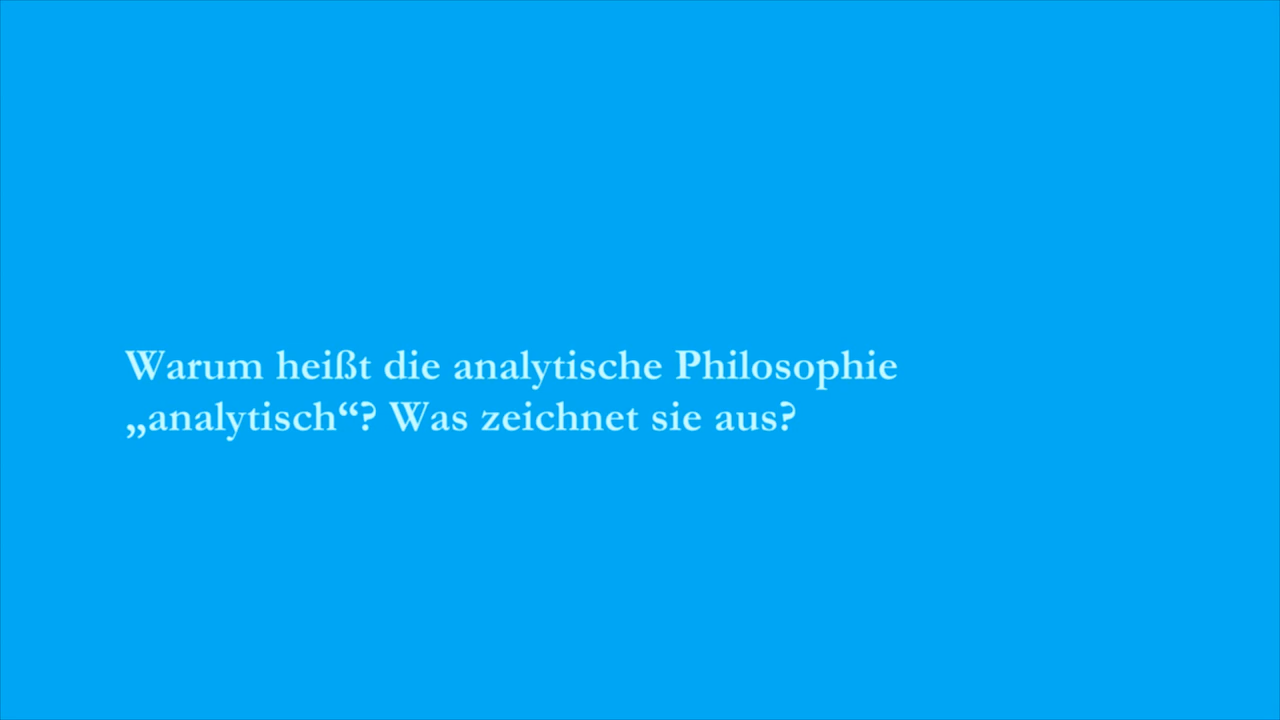 Warum heißt die analytische Philosophie
„analytisch“? Was zeichnet sie aus?